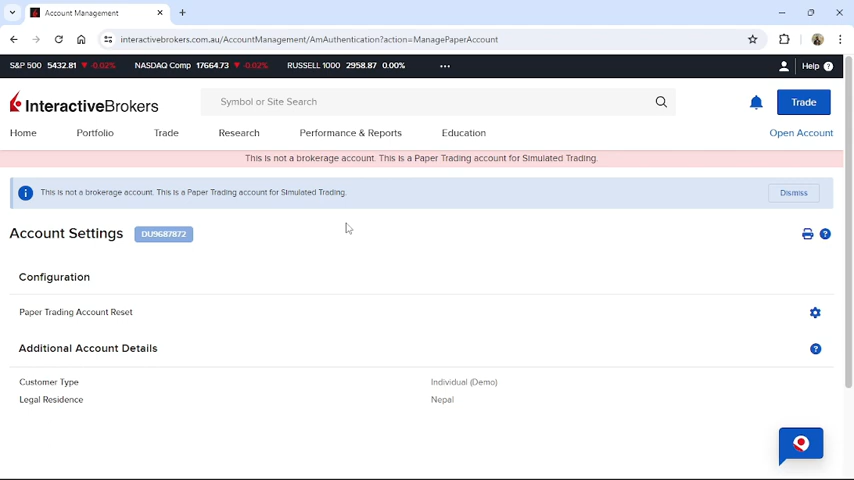 Account Management
interactivebrokers.com.au/AccountManagement/AmAuthentication?action=ManagePaperAccount
S&P 500 5432.81 ▼ -0.02% NASDAQ Comp 17664.73 ▼ -0.02% RUSSELL 1000 2958.87 0.00% ••• Help ?
InteractiveBrokers Symbol or Site Search Trade
Home Portfolio Trade Research Performance & Reports Education Open Account
This is not a brokerage account. This is a Paper Trading account for Simulated Trading.
This is not a brokerage account. This is a Paper Trading account for Simulated Trading. Dismiss
Account Settings DU9687872
Configuration
Paper Trading Account Reset
Additional Account Details
Customer Type Individual (Demo)
Legal Residence Nepal